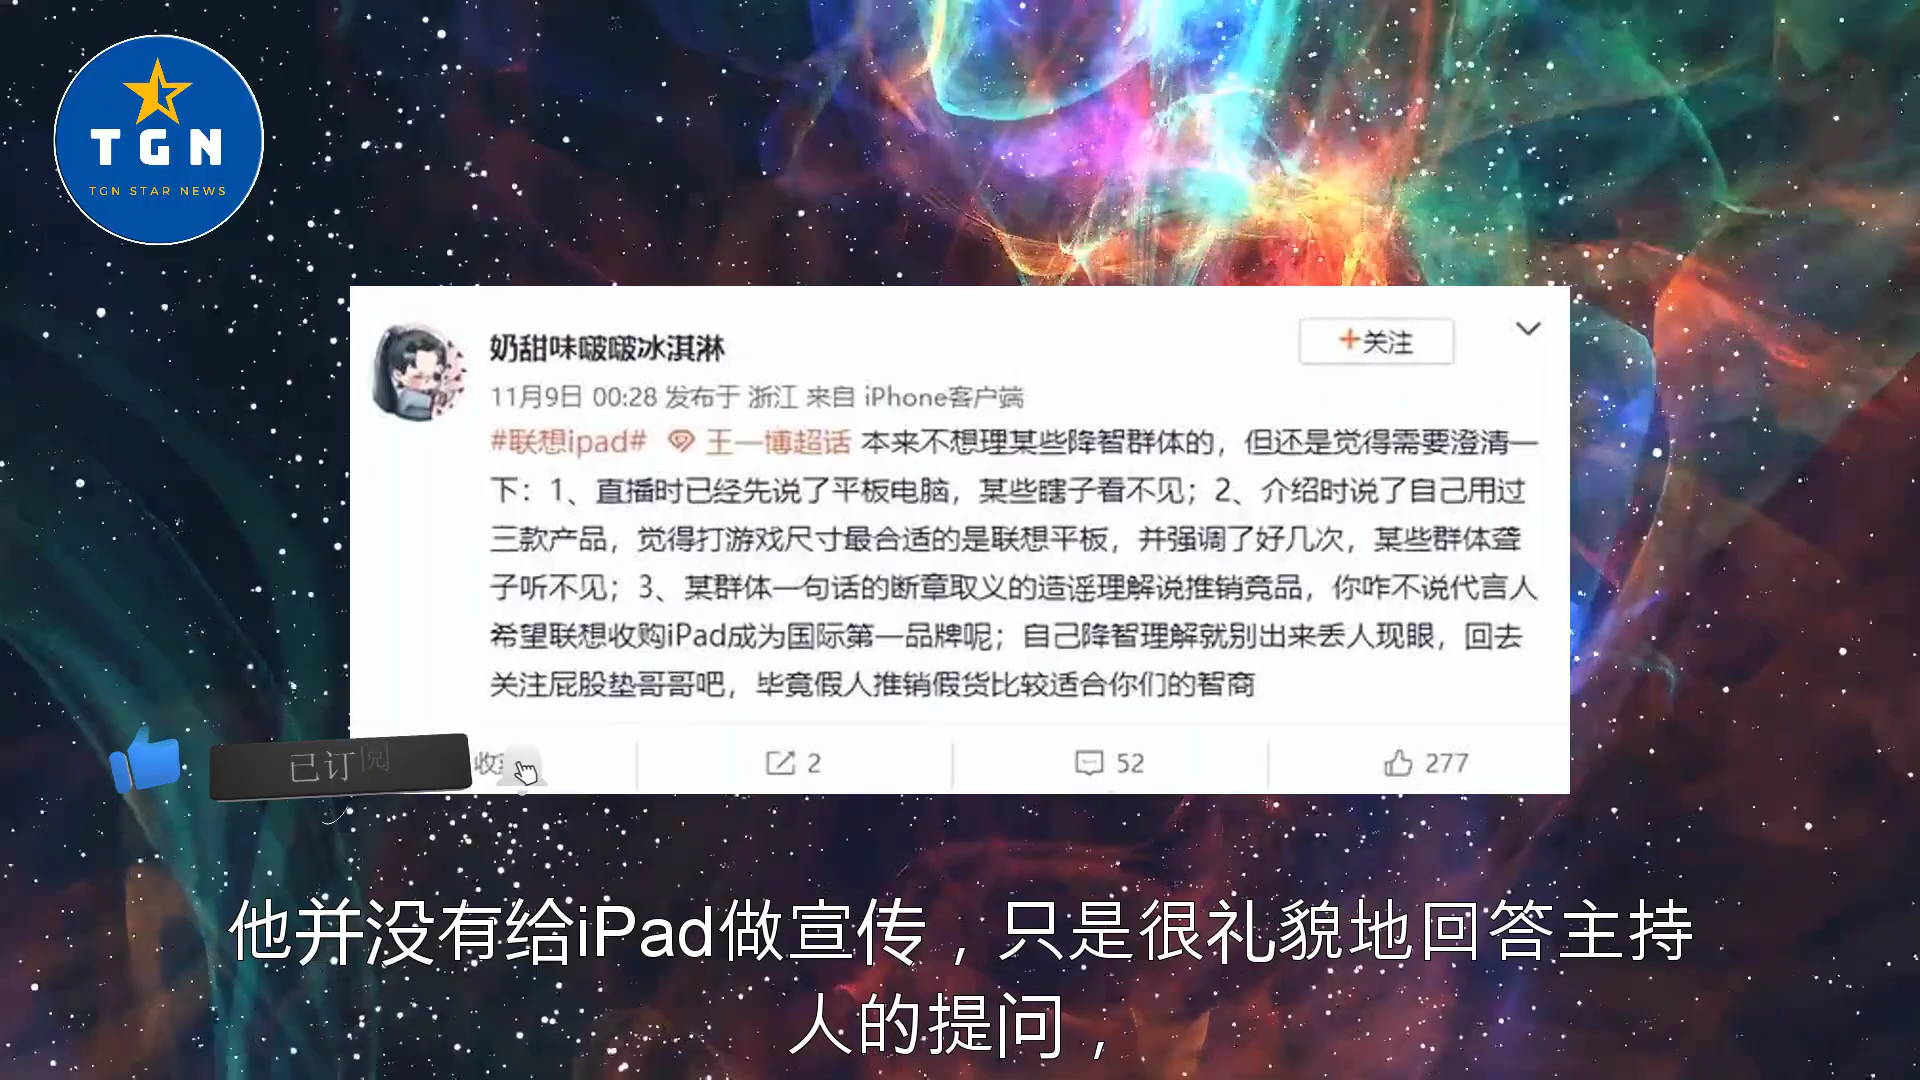 TGN
TGN STAR NEWS
奶甜味啵啵冰淇淋
+关注
11月9日 00:28 发布于 浙江 来自 iPhone客户端
#联想ipad# 王一博超话 本来不想理某些降智群体的，但还是觉得需要澄清一
下：1、直播时已经先说了平板电脑，某些瞎子看不见；2、介绍时说了自己用过
三款产品，觉得打游戏尺寸最合适的是联想平板，并强调了好几次，某些群体聋
子听不见；3、某群体一句话的断章取义的造谣理解说推销竞品，你咋不说代言人
希望联想收购iPad成为国际第一品牌呢；自己降智理解就别出来丢人现眼，回去
关注屁股垫哥哥吧，毕竟假人推销假货比较适合你们的智商
已订阅
收
2
52
277
他并没有给iPad做宣传，只是很礼貌地回答主持
人的提问，